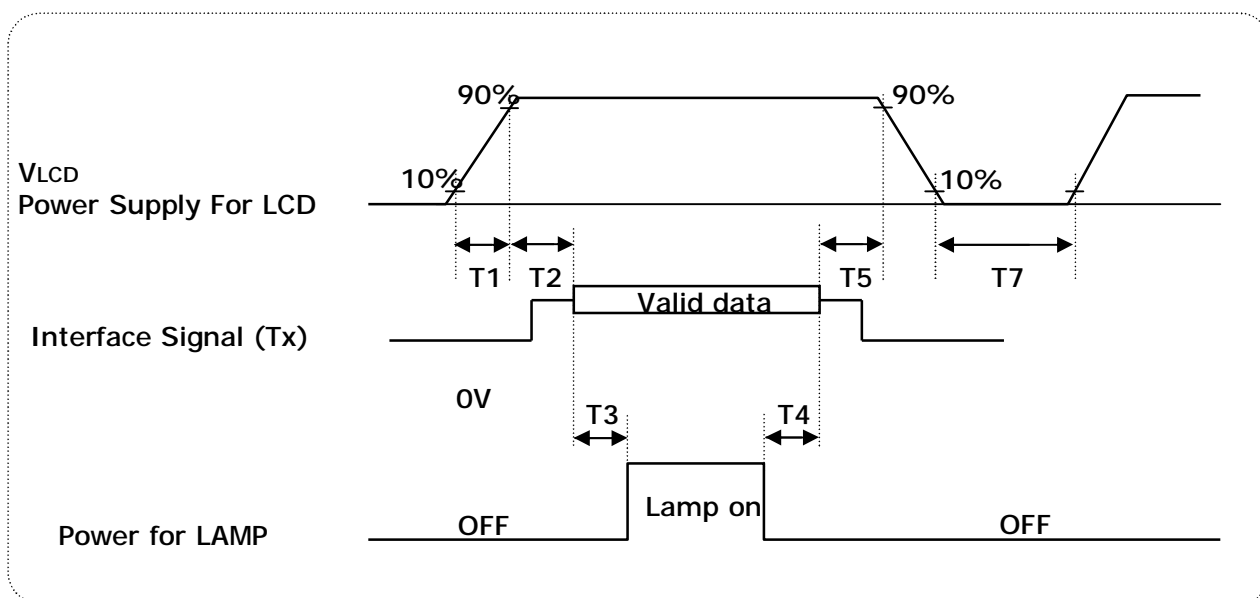 90%
90%
VLCD
10%
10%
Power Supply For LCD
T1
T2
T5
T7
Valid data
Interface Signal (Tx)
0V
T3
T4
Lamp on
Power for LAMP
OFF
OFF